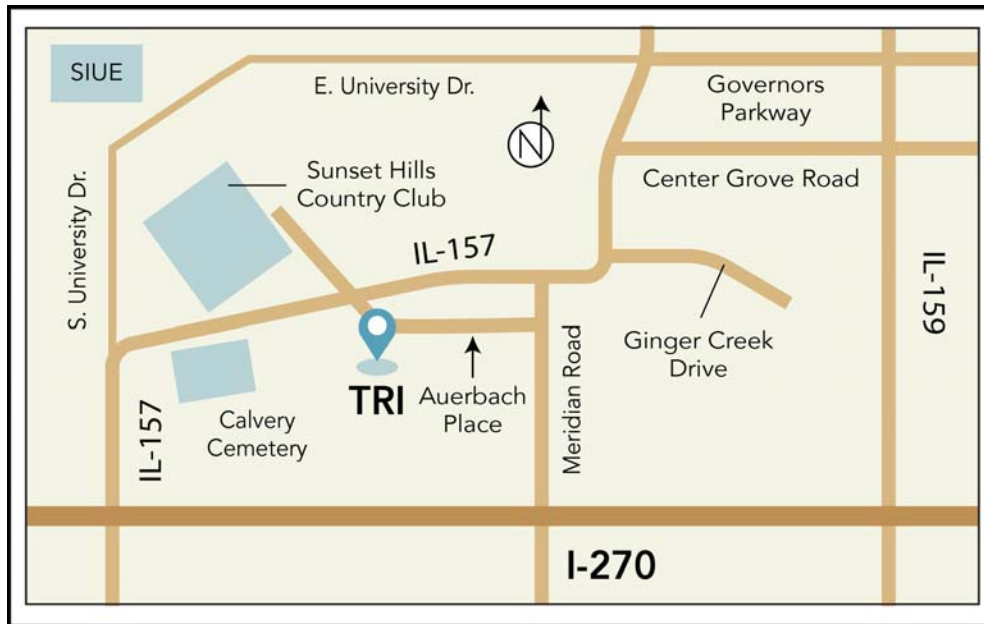 SIUE
E. University Dr.
Governors
Parkway
N
Sunset Hills
Country Club
Center Grove Road
S. University Dr.
IL-157
IL-159
Ginger Creek
Drive
TRI
Auerbach
Place
Meridian Road
Calvery
Cemetery
IL-157
I-270